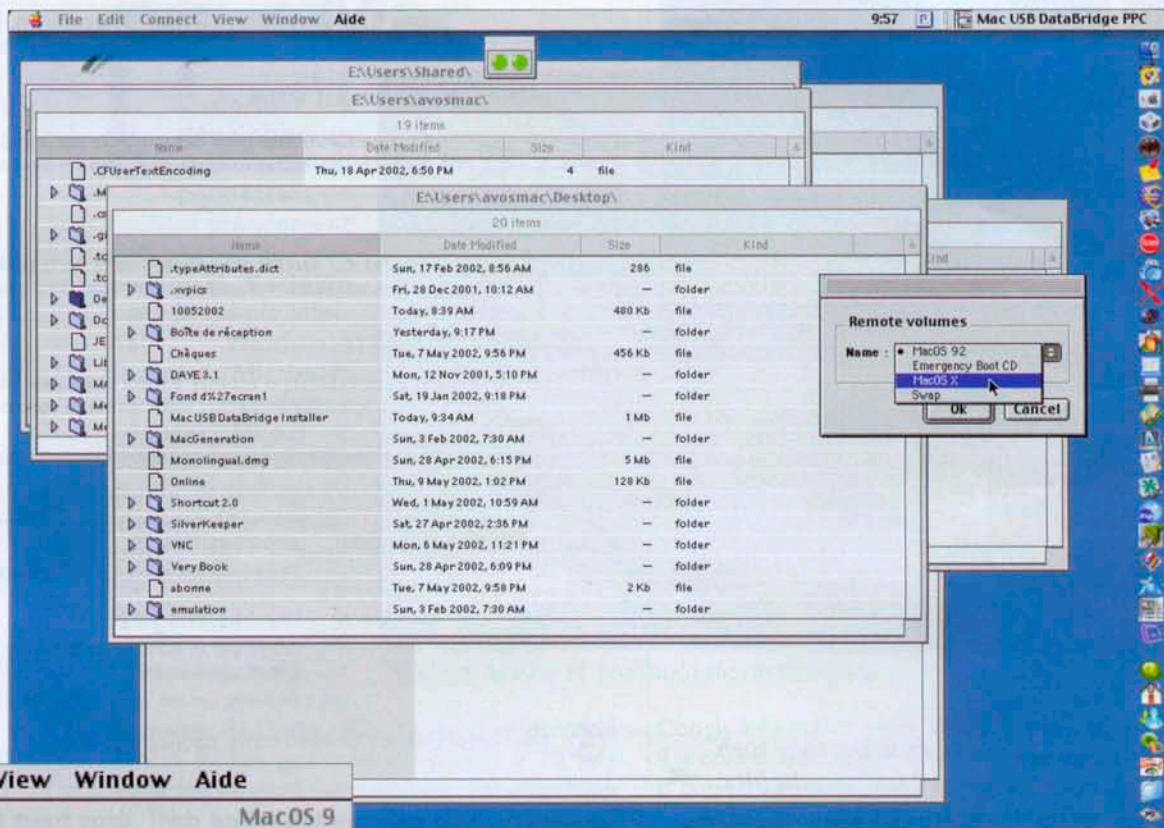 File Edit Connect View Window Aide 9:57 Mac USB DataBridge PPC
E:\Users\Shared\
E:\Users\avosmac\
19 items
Name Date Modified Size Kind
.CFUserTextEncoding Thu, 18 Apr 2002, 6:50 PM 4 file
E:\Users\avosmac\Desktop\
20 items
Name Date Modified Size Kind
.typeAttributes.dict Sun, 17 Feb 2002, 8:56 AM 286 file
.xvpics Fri, 28 Dec 2001, 10:12 AM — folder
10052002 Today, 8:39 AM 480 Kb file
Boîte de réception Yesterday, 9:17 PM — folder
Chèques Tue, 7 May 2002, 9:56 PM 456 Kb file
DAVE 3.1 Mon, 12 Nov 2001, 5:10 PM — folder
Fond d%27ecran1 Sat, 19 Jan 2002, 9:18 PM — folder
Mac USB DataBridge Installer Today, 9:34 AM 1 Mb file
MacGeneration Sun, 3 Feb 2002, 7:30 AM — folder
Monolingual.dmg Sun, 28 Apr 2002, 6:15 PM 5 Mb file
Online Thu, 9 May 2002, 1:02 PM 128 Kb file
Shortcut 2.0 Wed, 1 May 2002, 10:59 AM — folder
SilverKeeper Sat, 27 Apr 2002, 2:36 PM — folder
VNC Mon, 6 May 2002, 11:21 PM — folder
Very Book Sun, 28 Apr 2002, 6:09 PM — folder
abonne Tue, 7 May 2002, 9:58 PM 2 Kb file
emulation Sun, 3 Feb 2002, 7:30 AM — folder
Kind
Remote volumes
Name : • MacOS 92
Emergency Boot CD
MacOS X
Swap
Ok Cancel
View Window Aide
MacOS 9